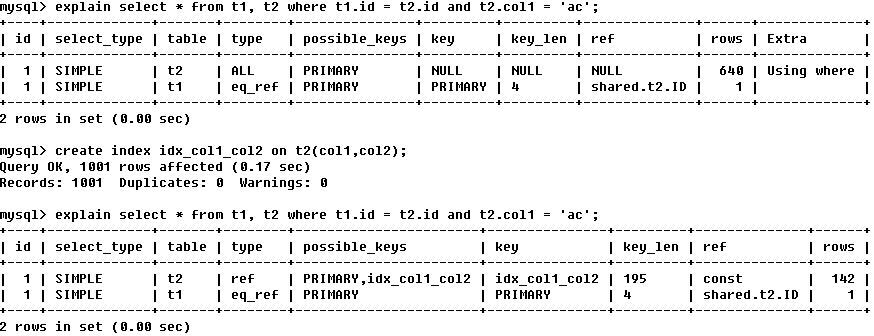 mysql> explain select * from t1, t2 where t1.id = t2.id and t2.col1 = 'ac';
+----+-------------+-------+--------+---------------+---------+---------+--------------+------+-------------+
| id | select_type | table | type   | possible_keys | key     | key_len | ref          | rows | Extra       |
+----+-------------+-------+--------+---------------+---------+---------+--------------+------+-------------+
| 1 | SIMPLE      | t2    | ALL    | PRIMARY       | NULL    | NULL    | NULL         | 640 | Using where |
| 1 | SIMPLE      | t1    | eq_ref | PRIMARY       | PRIMARY | 4       | shared.t2.ID | 1 |             |
+----+-------------+-------+--------+---------------+---------+---------+--------------+------+-------------+
2 rows in set (0.00 sec)
mysql> create index idx_col1_col2 on t2(col1,col2);
Query OK, 1001 rows affected (0.17 sec)
Records: 1001  Duplicates: 0  Warnings: 0
mysql> explain select * from t1, t2 where t1.id = t2.id and t2.col1 = 'ac';
+----+-------------+-------+--------+-----------------------+---------------+---------+--------------+------+
| id | select_type | table | type   | possible_keys         | key           | key_len | ref          | rows |
+----+-------------+-------+--------+-----------------------+---------------+---------+--------------+------+
| 1 | SIMPLE      | t2    | ref    | PRIMARY,idx_col1_col2 | idx_col1_col2 | 195     | const        | 142 |
| 1 | SIMPLE      | t1    | eq_ref | PRIMARY               | PRIMARY       | 4       | shared.t2.ID | 1 |
+----+-------------+-------+--------+-----------------------+---------------+---------+--------------+------+
2 rows in set (0.00 sec)